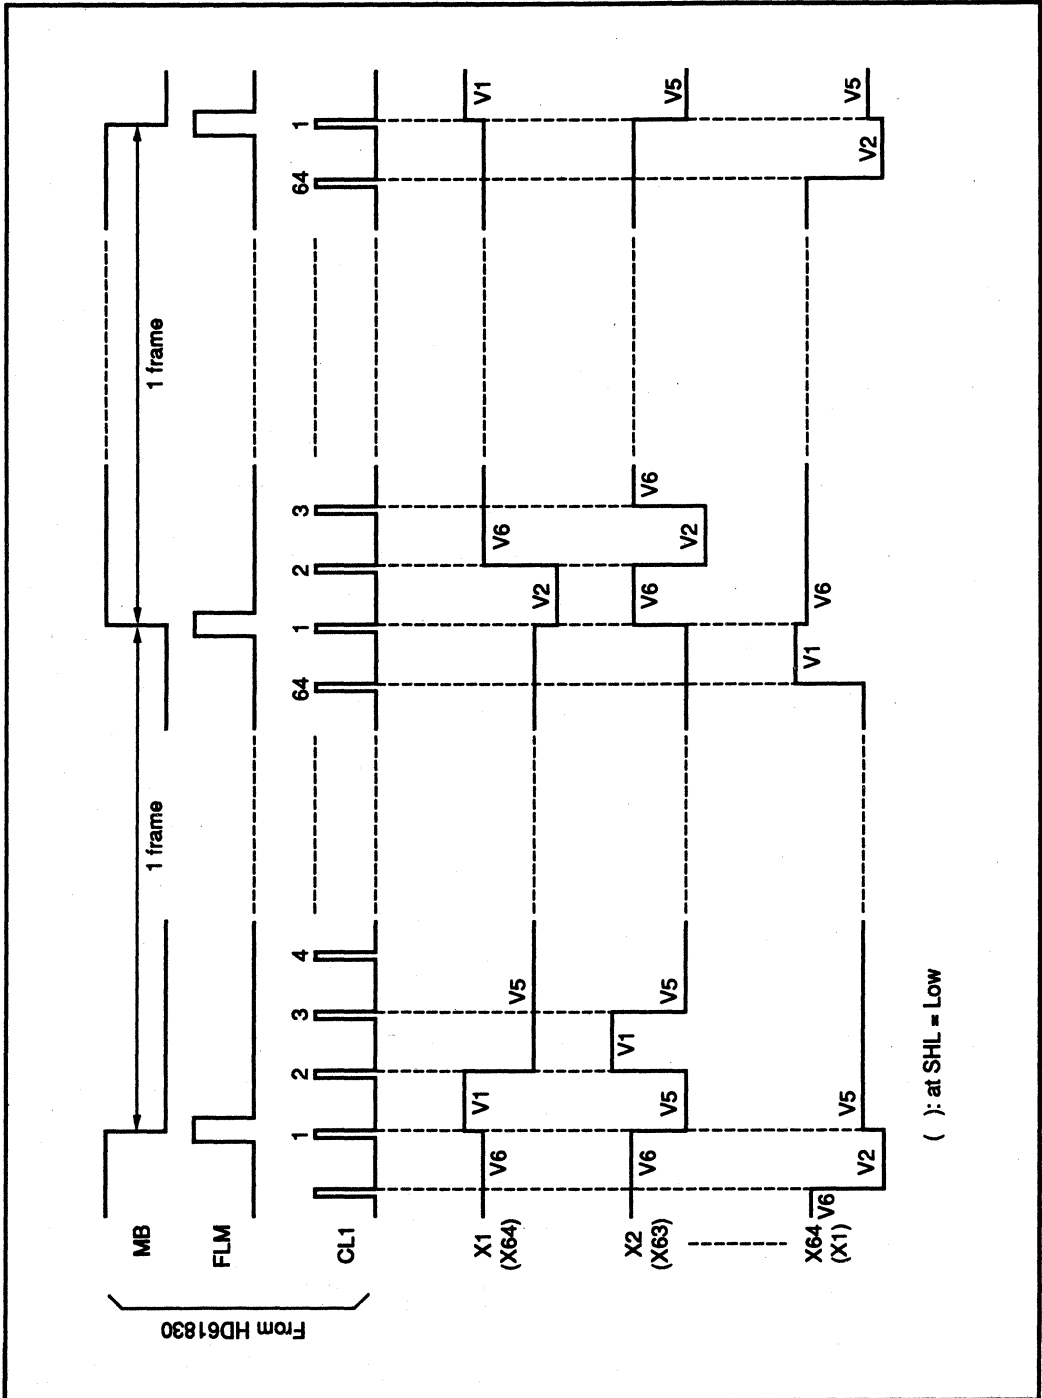 From HD61830
MB
1 frame 1 frame
FLM
CL1
1 2 3 4 64 1 2 3 64 1
X1
(X64)
V6 V1 V5 V2 V6 V1
X2
(X63)
V6 V5 V1 V5 V6 V2 V6 V5
X64
(X1)
V6 V2 V5 V1 V6 V2 V5
( ): at SHL = Low